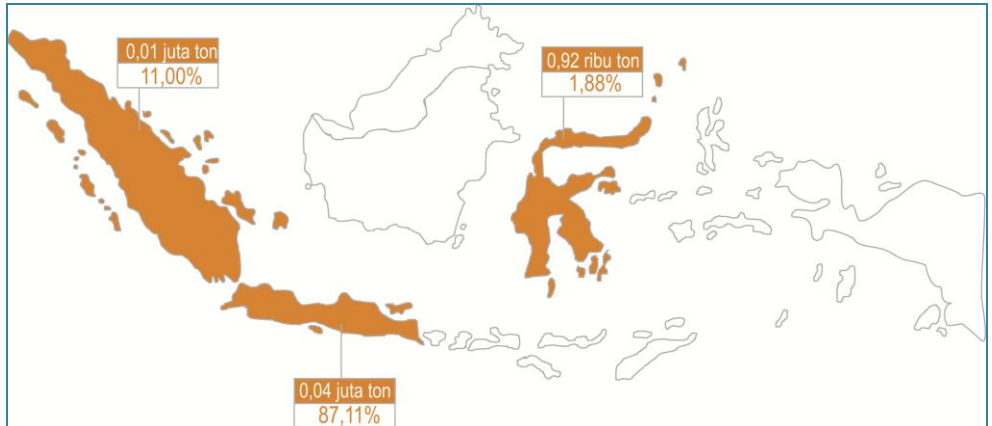 0,01 juta ton
11,00%
0,92 ribu ton
1,88%
0,04 juta ton
87,11%